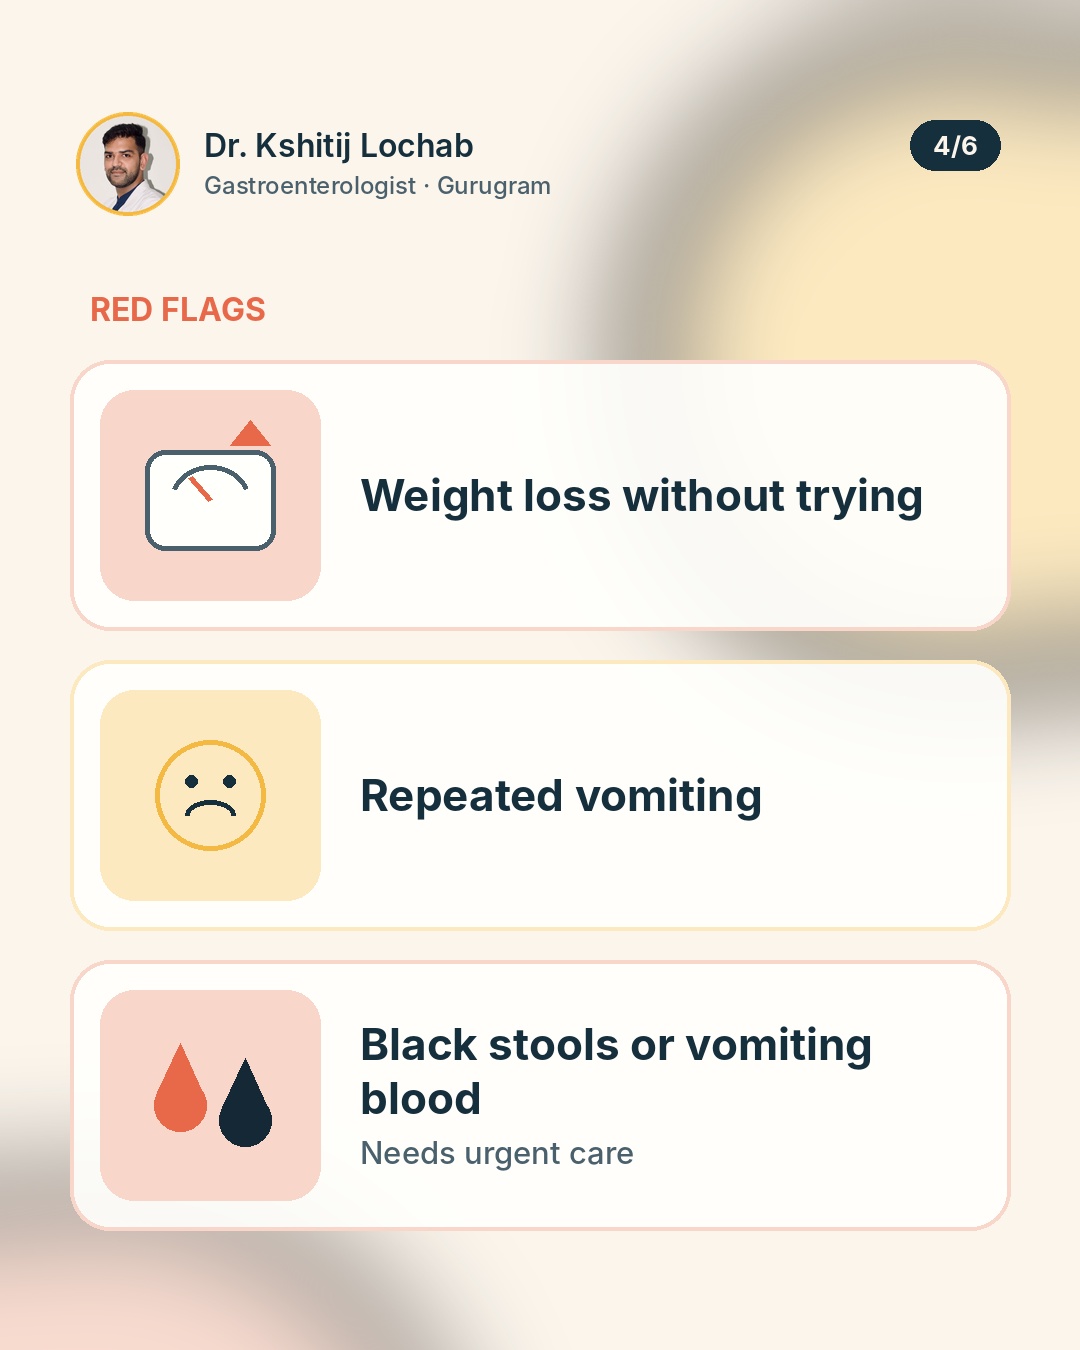 Dr. Kshitij Lochab
Gastroenterologist · Gurugram
4/6
RED FLAGS
Weight loss without trying
Repeated vomiting
Black stools or vomiting
blood
Needs urgent care